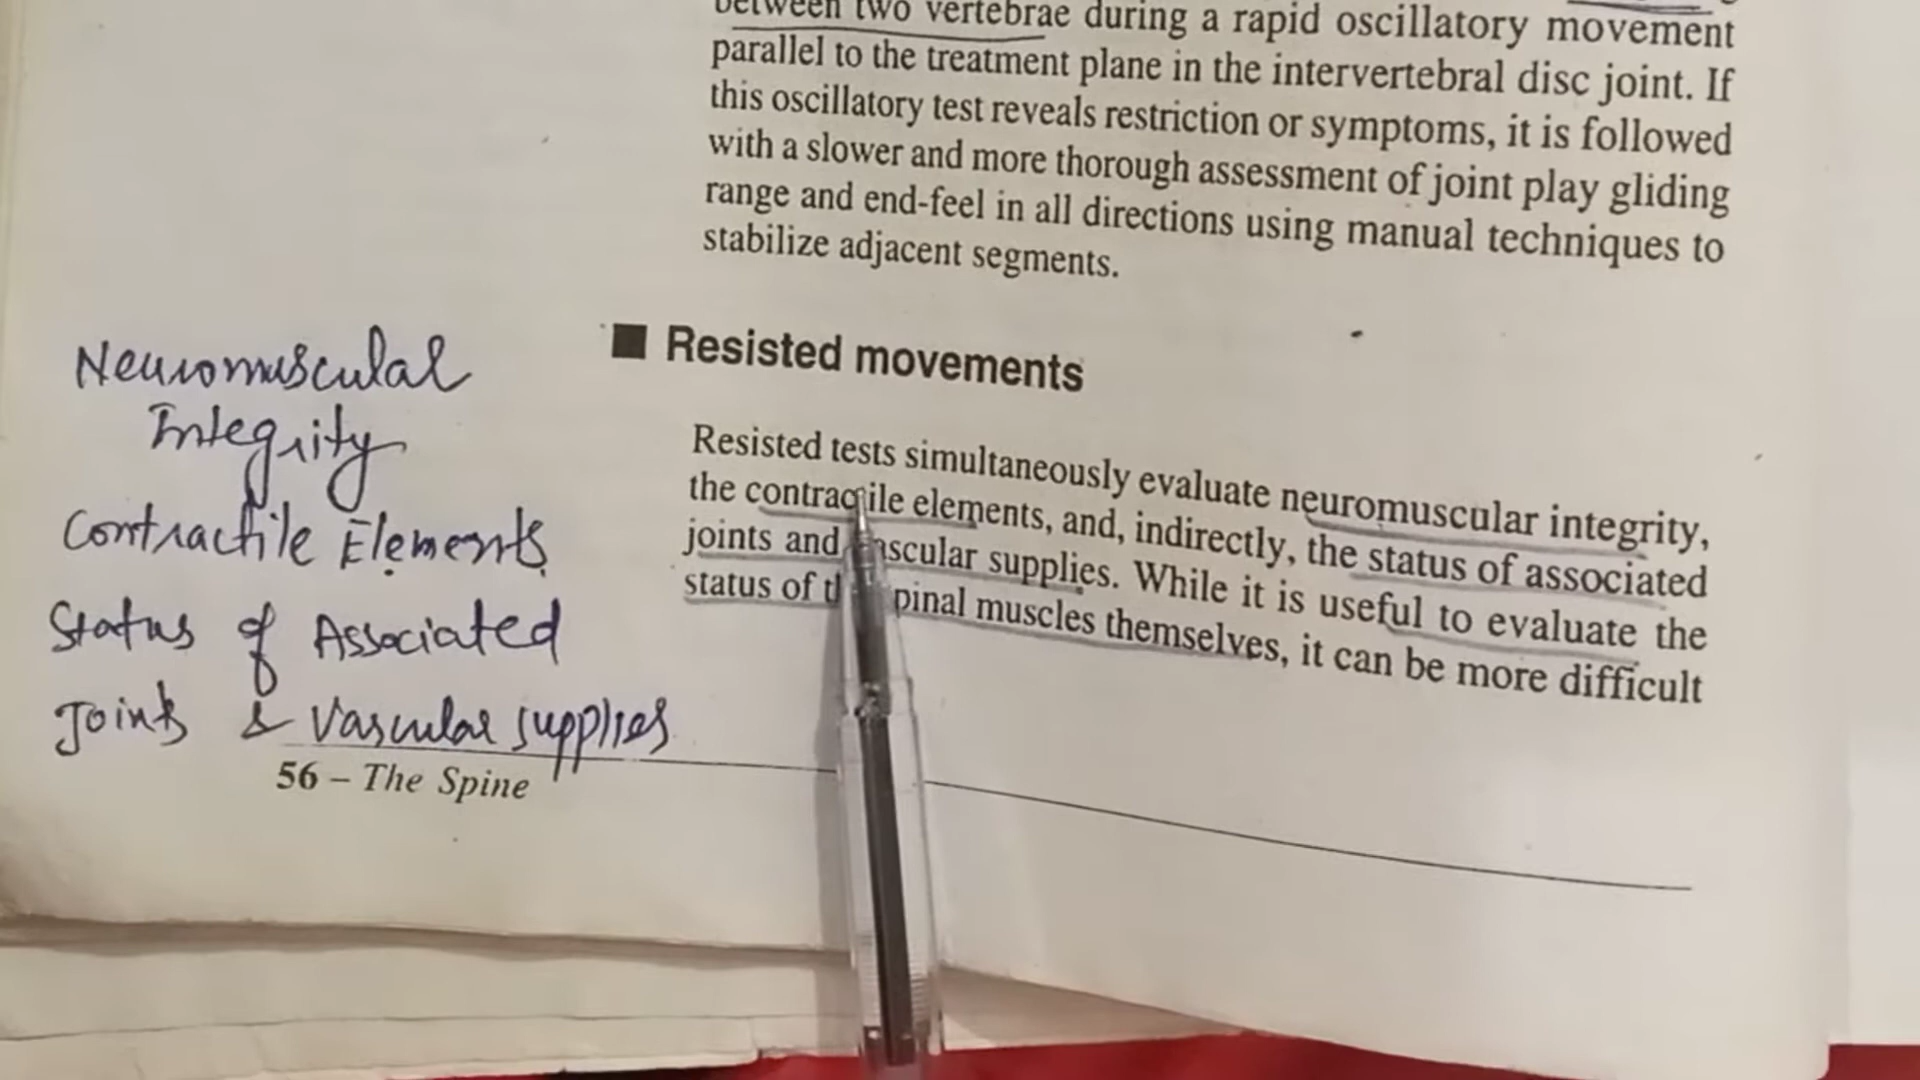 between two vertebrae during a rapid oscillatory movement
parallel to the treatment plane in the intervertebral disc joint. If
this oscillatory test reveals restriction or symptoms, it is followed
with a slower and more thorough assessment of joint play gliding
range and end-feel in all directions using manual techniques to
stabilize adjacent segments.
Resisted movements
Resisted tests simultaneously evaluate neuromuscular integrity,
the contractile elements, and, indirectly, the status of associated
joints and vascular supplies. While it is useful to evaluate the
status of the spinal muscles themselves, it can be more difficult
Neuromuscular
Integrity
Contractile Elements
Status of Associated
Joints & Vascular supplies
56 – The Spine